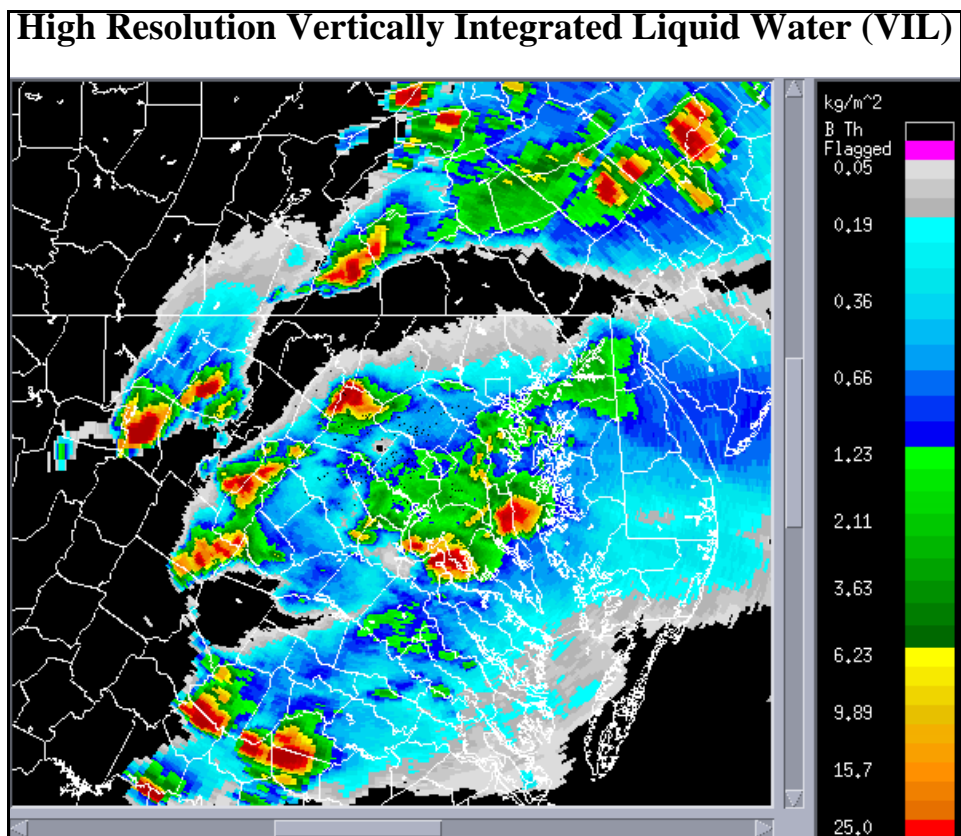 High Resolution Vertically Integrated Liquid Water (VIL)
kg/m^2
B Th
Flagged
0.05
0.19
0.36
0.66
1.23
2.11
3.63
6.23
9.89
15.7
25.0